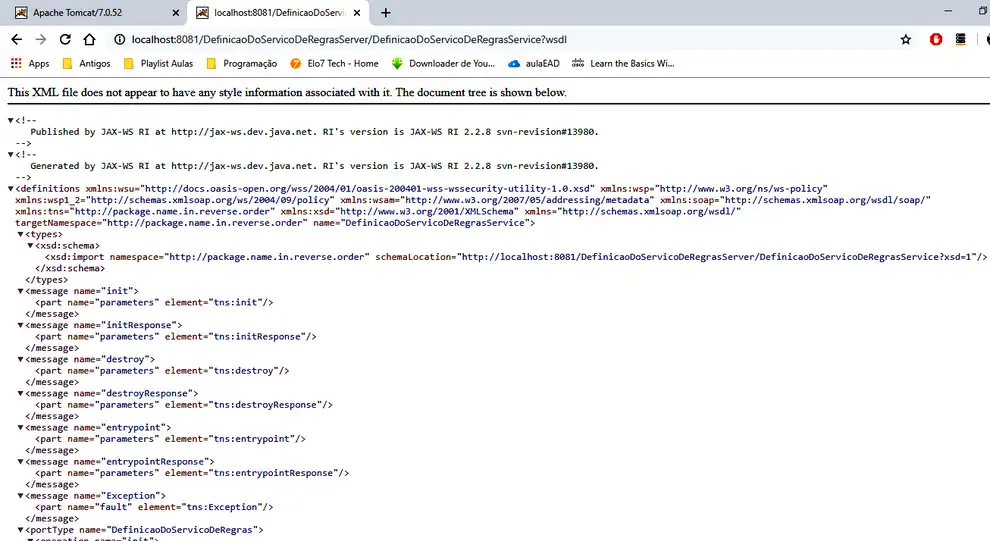 Apache Tomcat/7.0.52
localhost:8081/DefinicaoDoServi
localhost:8081/DefinicaoDoServicoDeRegrasServer/DefinicaoDoServicoDeRegrasService?wsdl
Apps Antigos Playlist Aulas Programação Elo7 Tech - Home Downloader de You... aulaEAD Learn the Basics Wi...
This XML file does not appear to have any style information associated with it. The document tree is shown below.
▼<!--
Published by JAX-WS RI at http://jax-ws.dev.java.net. RI's version is JAX-WS RI 2.2.8 svn-revision#13980.
-->
▼<!--
Generated by JAX-WS RI at http://jax-ws.dev.java.net. RI's version is JAX-WS RI 2.2.8 svn-revision#13980.
-->
▼<definitions xmlns:wsu="http://docs.oasis-open.org/wss/2004/01/oasis-200401-wss-wssecurity-utility-1.0.xsd" xmlns:wsp="http://www.w3.org/ns/ws-policy"
xmlns:wsp1_2="http://schemas.xmlsoap.org/ws/2004/09/policy" xmlns:wsam="http://www.w3.org/2007/05/addressing/metadata" xmlns:soap="http://schemas.xmlsoap.org/wsdl/soap/"
xmlns:tns="http://package.name.in.reverse.order" xmlns:xsd="http://www.w3.org/2001/XMLSchema" xmlns="http://schemas.xmlsoap.org/wsdl/"
targetNamespace="http://package.name.in.reverse.order" name="DefinicaoDoServicoDeRegrasService">
▼<types>
▼<xsd:schema>
<xsd:import namespace="http://package.name.in.reverse.order" schemaLocation="http://localhost:8081/DefinicaoDoServicoDeRegrasServer/DefinicaoDoServicoDeRegrasService?xsd=1"/>
</xsd:schema>
</types>
▼<message name="init">
<part name="parameters" element="tns:init"/>
</message>
▼<message name="initResponse">
<part name="parameters" element="tns:initResponse"/>
</message>
▼<message name="destroy">
<part name="parameters" element="tns:destroy"/>
</message>
▼<message name="destroyResponse">
<part name="parameters" element="tns:destroyResponse"/>
</message>
▼<message name="entrypoint">
<part name="parameters" element="tns:entrypoint"/>
</message>
▼<message name="entrypointResponse">
<part name="parameters" element="tns:entrypointResponse"/>
</message>
▼<message name="Exception">
<part name="fault" element="tns:Exception"/>
</message>
▼<portType name="DefinicaoDoServicoDeRegras">
▼<operation name="init">